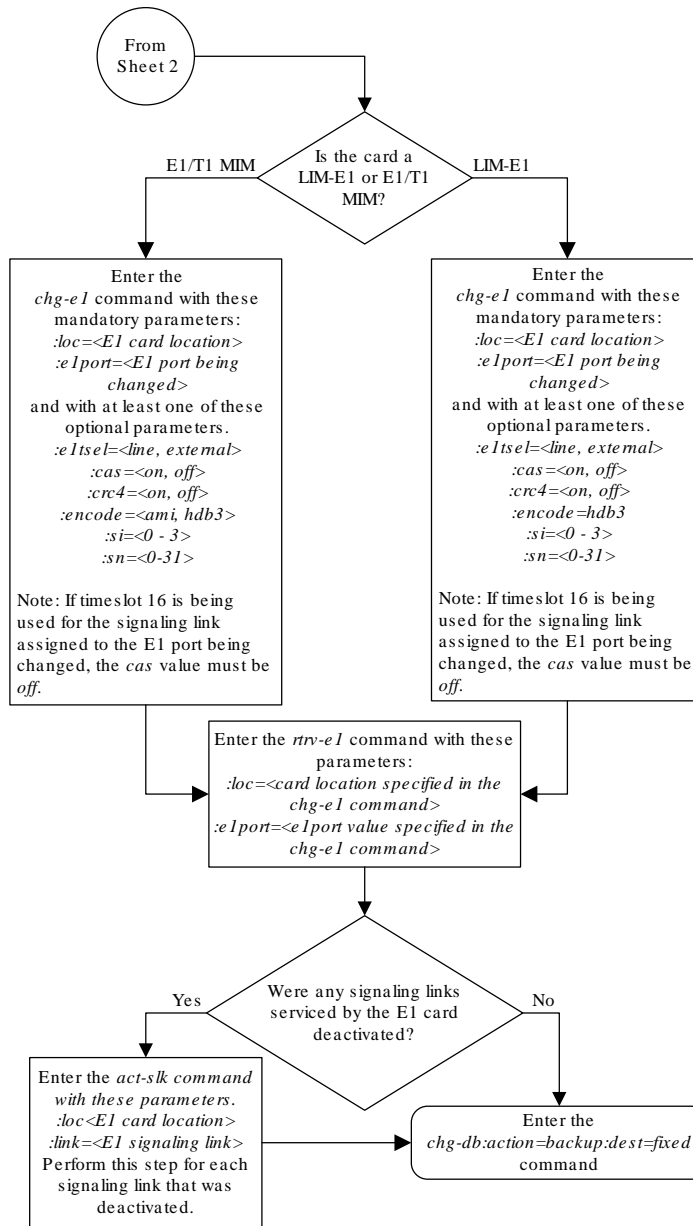 From
Sheet 2
Is the card a
LIM-E1 or E1/T1
MIM?
E1/T1 MIM
LIM-E1
Enter the
chg-e1 command with these
mandatory parameters:
:loc=<E1 card location>
:e1port=<E1 port being
changed>
and with at least one of these
optional parameters.
:e1tsel=<line, external>
:cas=<on, off>
:crc4=<on, off>
:encode=<ami, hdb3>
:si=<0 - 3>
:sn=<0-31>
Note: If timeslot 16 is being
used for the signaling link
assigned to the E1 port being
changed, the cas value must be
off.
Enter the
chg-e1 command with these
mandatory parameters:
:loc=<E1 card location>
:e1port=<E1 port being
changed>
and with at least one of these
optional parameters.
:e1tsel=<line, external>
:cas=<on, off>
:crc4=<on, off>
:encode=hdb3
:si=<0 - 3>
:sn=<0-31>
Note: If timeslot 16 is being
used for the signaling link
assigned to the E1 port being
changed, the cas value must be
off.
Enter the rtrv-e1 command with these
parameters:
:loc=<card location specified in the
chg-e1 command>
:e1port=<e1port value specified in the
chg-e1 command>
Were any signaling links
serviced by the E1 card
deactivated?
Yes
No
Enter the act-slk command
with these parameters.
:loc<E1 card location>
:link=<E1 signaling link>
Perform this step for each
signaling link that was
deactivated.
Enter the
chg-db:action=backup:dest=fixed
command